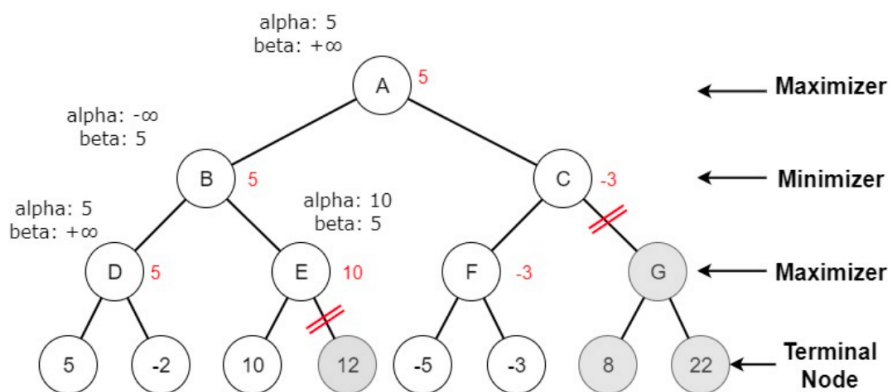 alpha: 5
beta: +∞
A
5
Maximizer
alpha: -∞
beta: 5
B
5
C
-3
Minimizer
alpha: 5
beta: +∞
alpha: 10
beta: 5
D
5
E
10
F
-3
G
Maximizer
5
-2
10
12
-5
-3
8
22
Terminal
Node